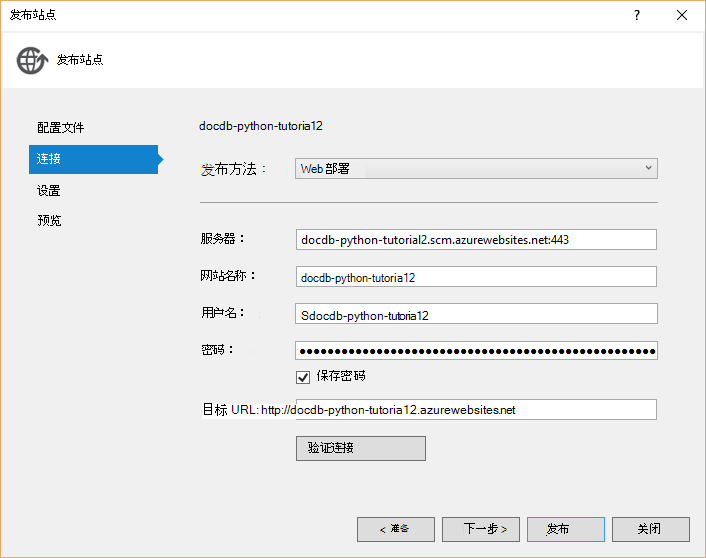 发布站点
?
发布站点
配置文件
连接
设置
预览
docdb-python-tutoria12
发布方法：
Web 部署
服务器：
docdb-python-tutorial2.scm.azurewebsites.net:443
网站名称：
docdb-python-tutoria12
用户名：
Sdocdb-python-tutoria12
密码：
保存密码
目标 URL: http://docdb-python-tutoria12.azurewebsites.net
验证连接
< 准备
下一步 >
发布
关闭